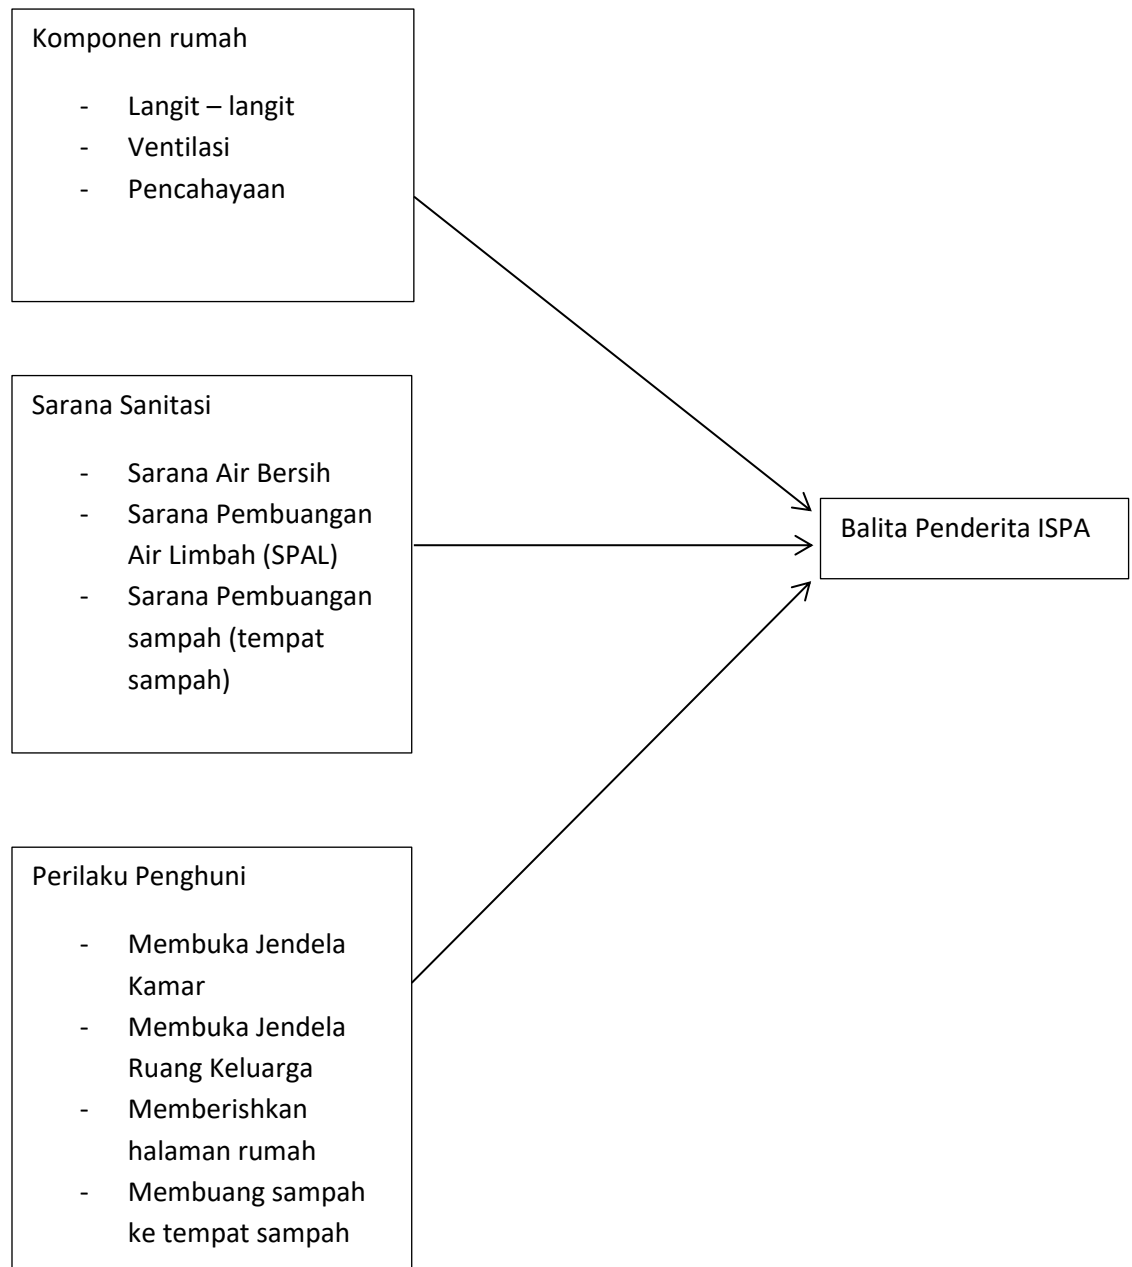 Komponen rumah
- Langit – langit
- Ventilasi
- Pencahayaan
Sarana Sanitasi
- Sarana Air Bersih
- Sarana Pembuangan
Air Limbah (SPAL)
- Sarana Pembuangan
sampah (tempat
sampah)
Balita Penderita ISPA
Perilaku Penghuni
- Membuka Jendela
Kamar
- Membuka Jendela
Ruang Keluarga
- Memberishkan
halaman rumah
- Membuang sampah
ke tempat sampah